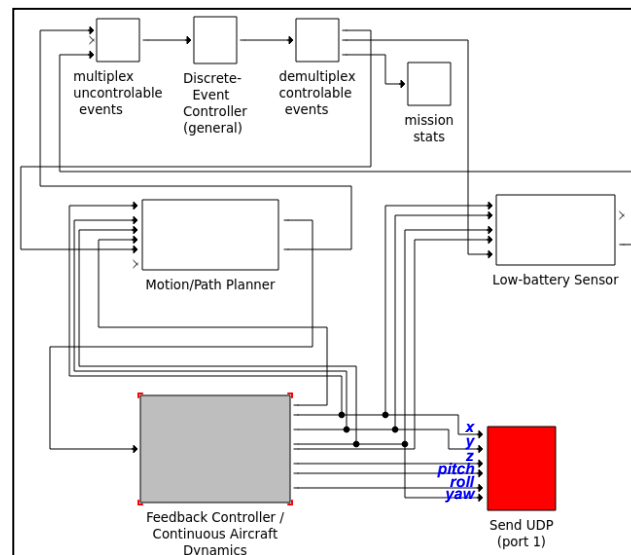 multiplex
uncontrolable
events
Discrete-
Event
Controller
(general)
demultiplex
controlable
events
mission
stats
Motion/Path Planner
Low-battery Sensor
x
y
z
pitch
roll
yaw
Feedback Controller /
Continuous Aircraft
Dynamics
Send UDP
(port 1)